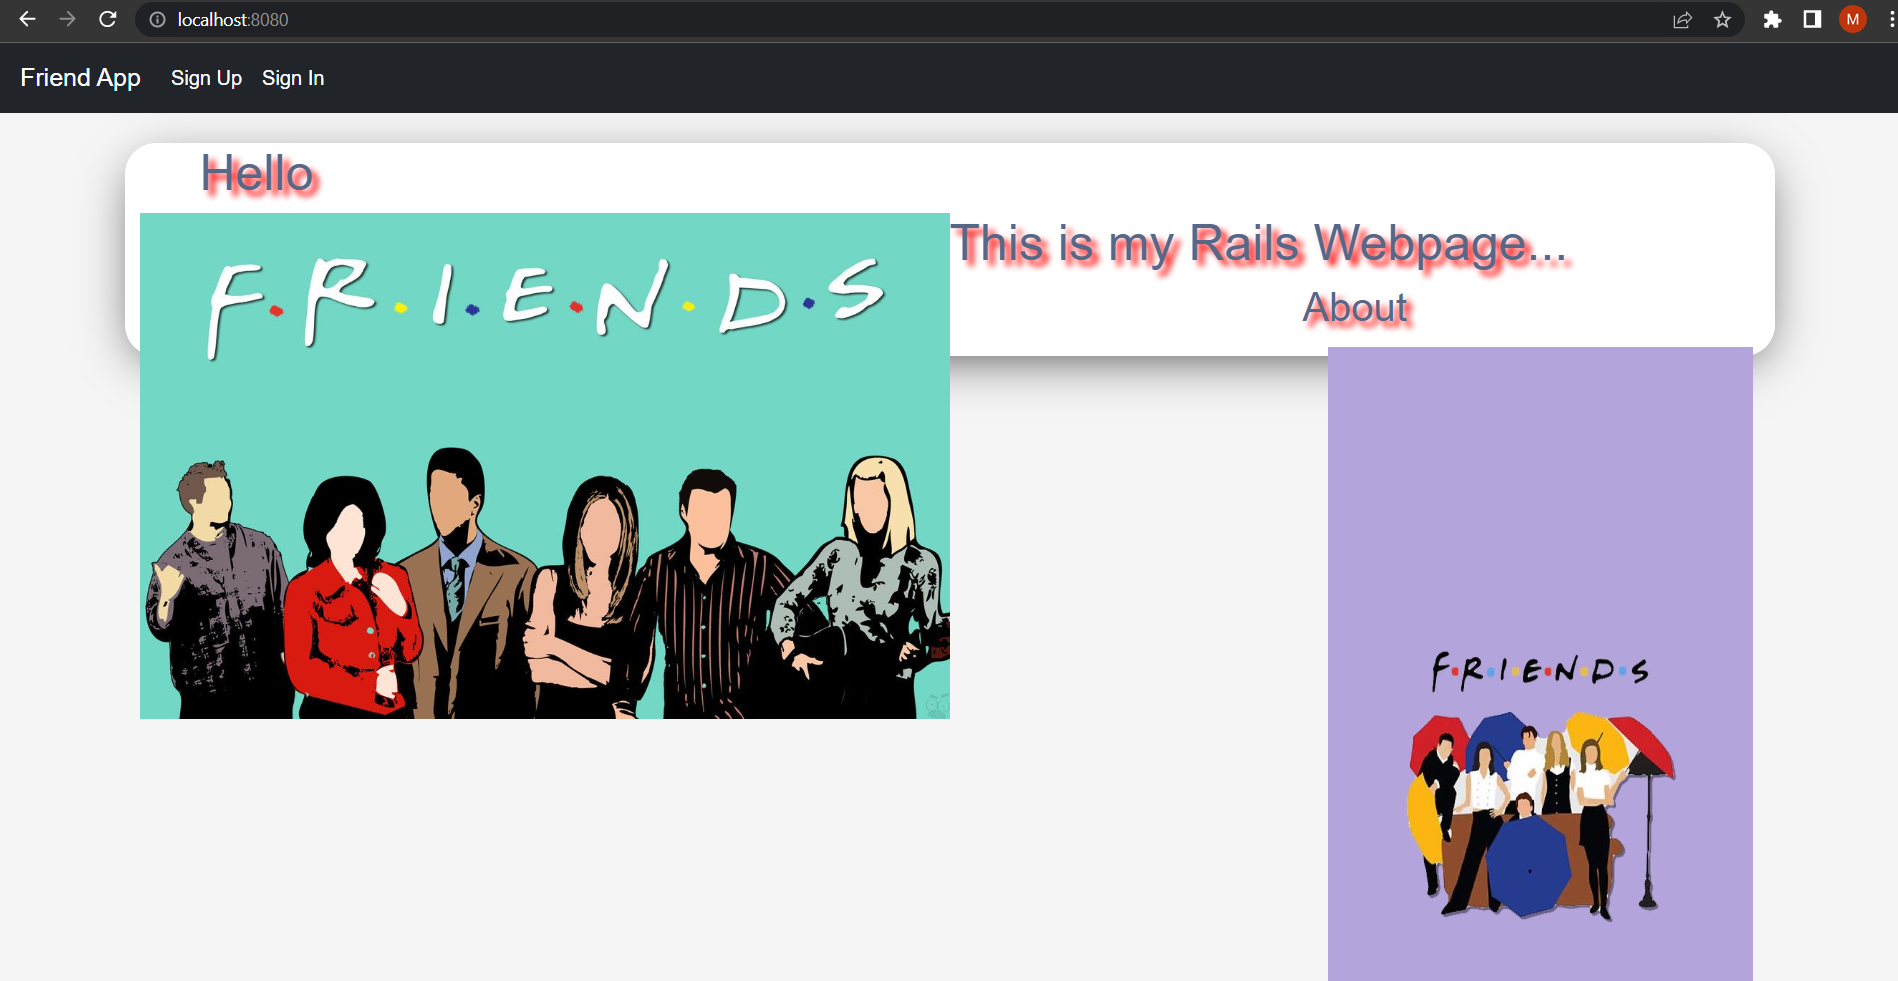 localhost:8080
M
Friend App Sign Up Sign In
Hello
F·R·I·E·N·D·S
This is my Rails Webpage...
About
F·R·I·E·N·D·S